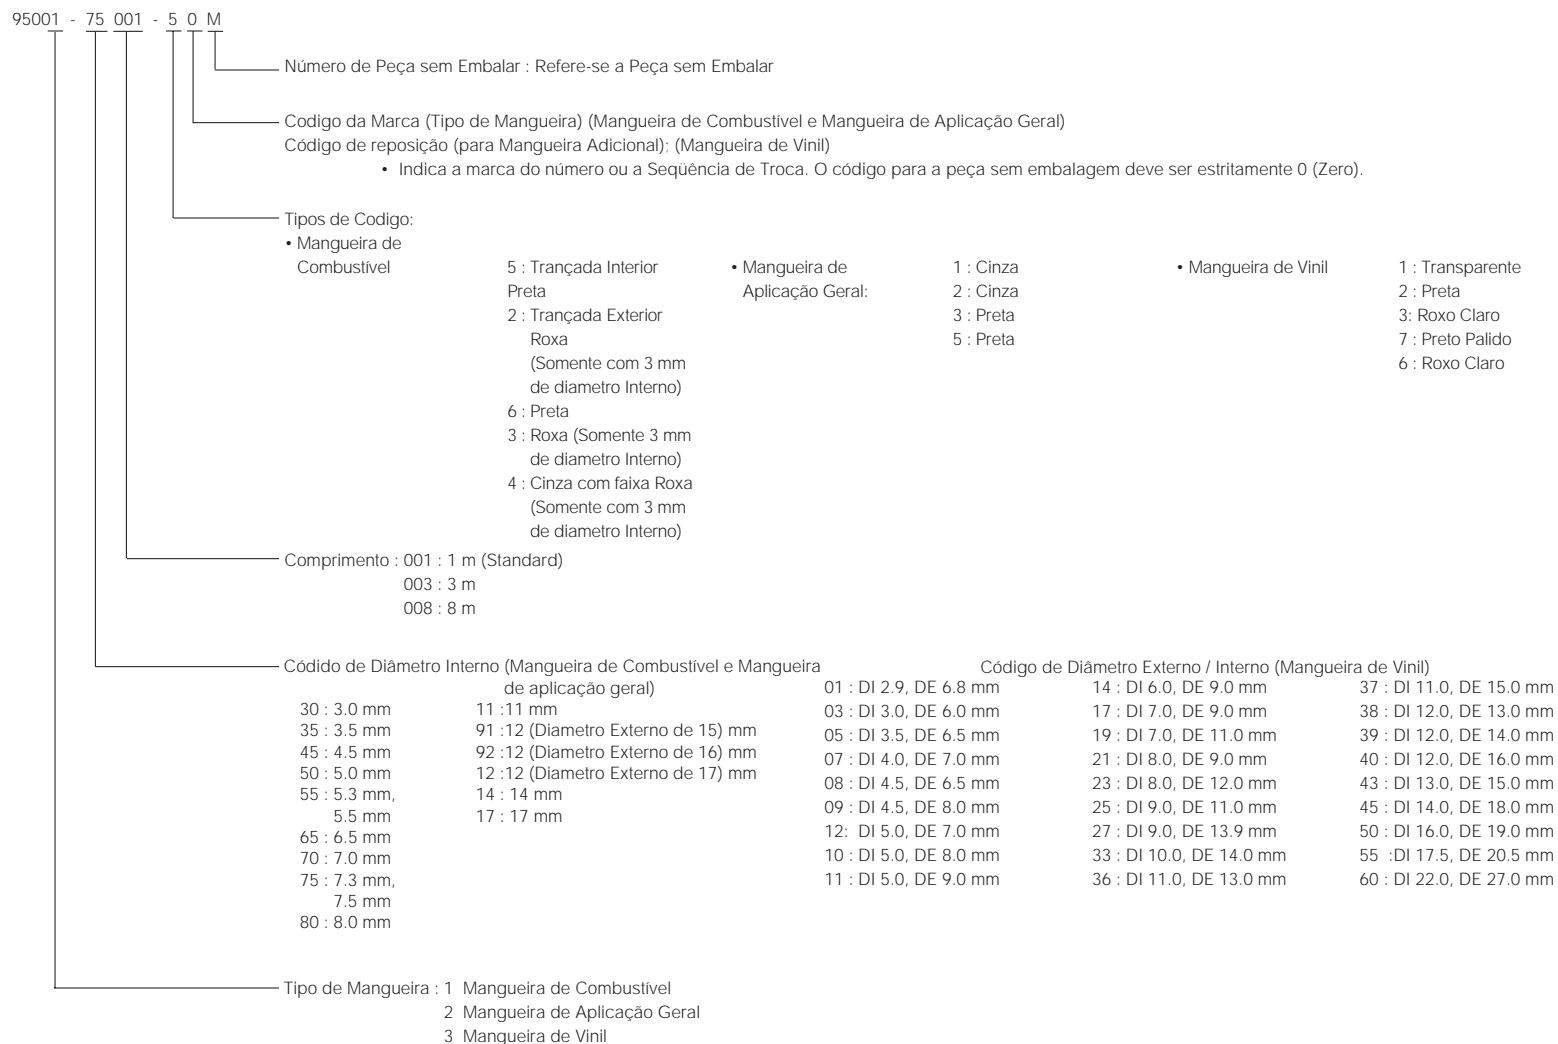 95001 - 75 001 - 5 0 M
Número de Peça sem Embalar : Refere-se a Peça sem Embalar
Codigo da Marca (Tipo de Mangueira) (Mangueira de Combustível e Mangueira de Aplicação Geral)
Código de reposição (para Mangueira Adicional); (Mangueira de Vinil)
• Indica a marca do número ou a Seqüência de Troca. O código para a peça sem embalagem deve ser estritamente 0 (Zero).
Tipos de Codigo:
• Mangueira de
Combustível
5 : Trançada Interior
Preta
2 : Trançada Exterior
Roxa
(Somente com 3 mm
de diametro Interno)
6 : Preta
3 : Roxa (Somente 3 mm
de diametro Interno)
4 : Cinza com faixa Roxa
(Somente com 3 mm
de diametro Interno)
• Mangueira de
Aplicação Geral:
1 : Cinza
2 : Cinza
3 : Preta
5 : Preta
• Mangueira de Vinil
1 : Transparente
2 : Preta
3: Roxo Claro
7 : Preto Palido
6 : Roxo Claro
Comprimento : 001 : 1 m (Standard)
003 : 3 m
008 : 8 m
Códido de Diâmetro Interno (Mangueira de Combustível e Mangueira
de aplicação geral)
30 : 3.0 mm
35 : 3.5 mm
45 : 4.5 mm
50 : 5.0 mm
55 : 5.3 mm,
5.5 mm
65 : 6.5 mm
70 : 7.0 mm
75 : 7.3 mm,
7.5 mm
80 : 8.0 mm
11 :11 mm
91 :12 (Diametro Externo de 15) mm
92 :12 (Diametro Externo de 16) mm
12 :12 (Diametro Externo de 17) mm
14 : 14 mm
17 : 17 mm
Código de Diâmetro Externo / Interno (Mangueira de Vinil)
01 : DI 2.9, DE 6.8 mm
03 : DI 3.0, DE 6.0 mm
05 : DI 3.5, DE 6.5 mm
07 : DI 4.0, DE 7.0 mm
08 : DI 4.5, DE 6.5 mm
09 : DI 4.5, DE 8.0 mm
12: DI 5.0, DE 7.0 mm
10 : DI 5.0, DE 8.0 mm
11 : DI 5.0, DE 9.0 mm
14 : DI 6.0, DE 9.0 mm
17 : DI 7.0, DE 9.0 mm
19 : DI 7.0, DE 11.0 mm
21 : DI 8.0, DE 9.0 mm
23 : DI 8.0, DE 12.0 mm
25 : DI 9.0, DE 11.0 mm
27 : DI 9.0, DE 13.9 mm
33 : DI 10.0, DE 14.0 mm
36 : DI 11.0, DE 13.0 mm
37 : DI 11.0, DE 15.0 mm
38 : DI 12.0, DE 13.0 mm
39 : DI 12.0, DE 14.0 mm
40 : DI 12.0, DE 16.0 mm
43 : DI 13.0, DE 15.0 mm
45 : DI 14.0, DE 18.0 mm
50 : DI 16.0, DE 19.0 mm
55 :DI 17.5, DE 20.5 mm
60 : DI 22.0, DE 27.0 mm
Tipo de Mangueira : 1 Mangueira de Combustível
2 Mangueira de Aplicação Geral
3 Mangueira de Vinil